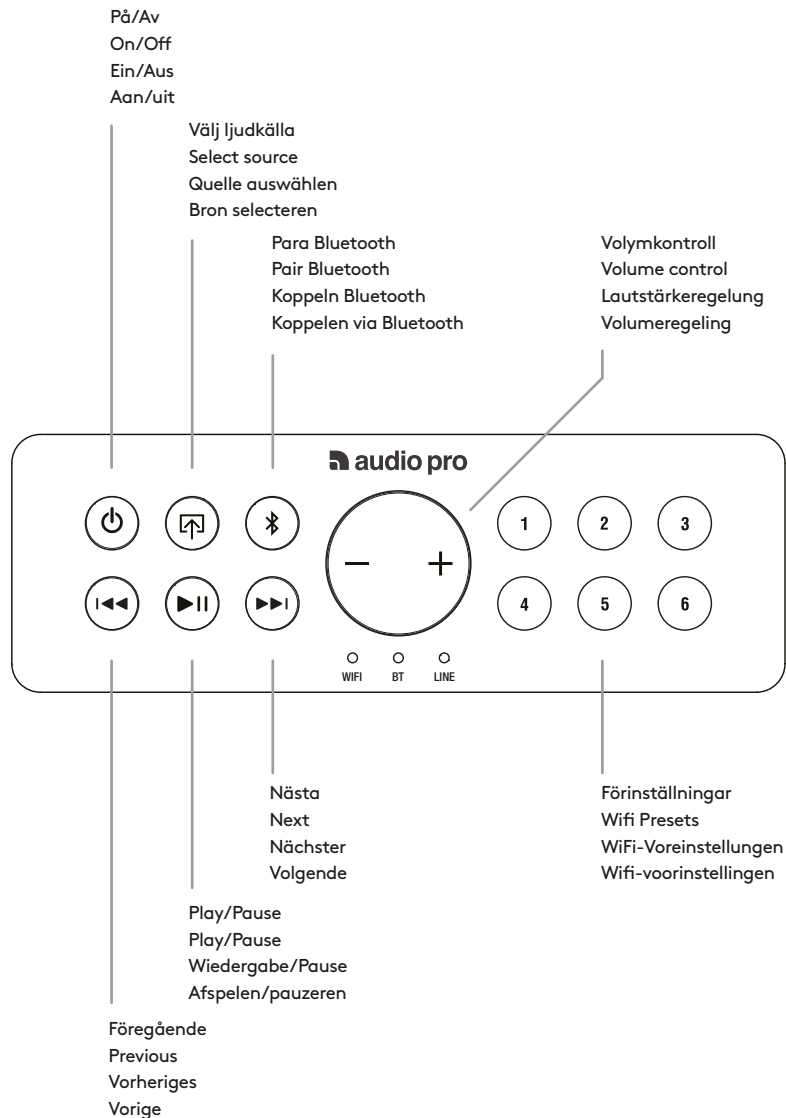 På/Av
On/Off
Ein/Aus
Aan/uit
Välj ljudkälla
Select source
Quelle auswählen
Bron selecteren
Para Bluetooth
Pair Bluetooth
Koppeln Bluetooth
Koppelen via Bluetooth
Volymkontroll
Volume control
Lautstärkeregelung
Volumeregeling
audio pro
1 2 3
4 5 6
WIFI BT LINE
Nästa
Next
Nächster
Volgende
Förinställningar
Wifi Presets
WiFi-Voreinstellungen
Wifi-voorinstellingen
Play/Pause
Play/Pause
Wiedergabe/Pause
Afspelen/pauzeren
Föregående
Previous
Vorheriges
Vorige